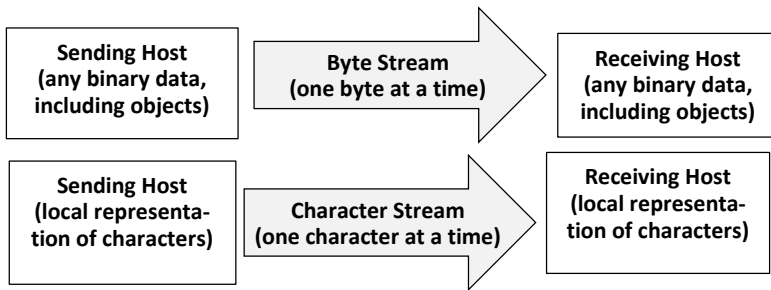 Sending Host
(any binary data,
including objects)
Byte Stream
(one byte at a time)
Receiving Host
(any binary data,
including objects)
Sending Host
(local representa-
tion of characters)
Character Stream
(one character at a time)
Receiving Host
(local representa-
tion of characters)